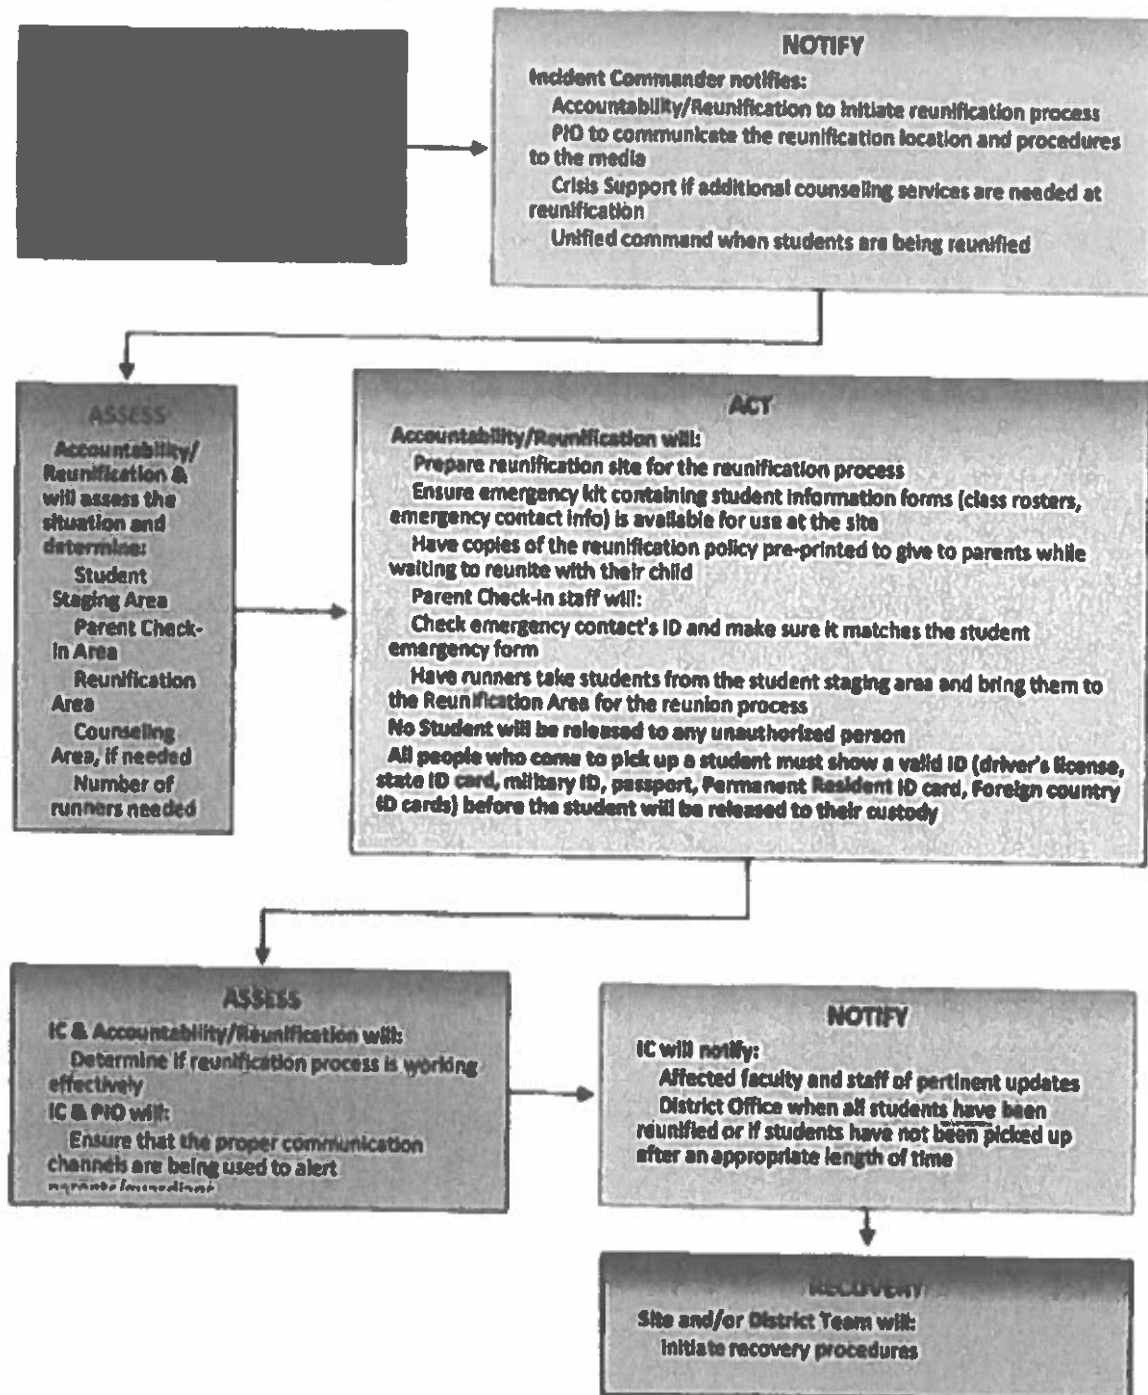 NOTIFY
Incident Commander notifies:
Accountability/Reunification to initiate reunification process
PIO to communicate the reunification location and procedures
to the media
Crisis Support if additional counseling services are needed at
reunification
Unified command when students are being reunified
ASSESS
Accountability/
Reunification &
will assess the
situation and
determine:
Student
Staging Area
Parent Check-
in Area
Reunification
Area
Counseling
Area, if needed
Number of
runners needed
ACT
Accountability/Reunification will:
Prepare reunification site for the reunification process
Ensure emergency kit containing student information forms (class rosters,
emergency contact info) is available for use at the site
Have copies of the reunification policy pre-printed to give to parents while
waiting to reunite with their child
Parent Check-in staff will:
Check emergency contact's ID and make sure it matches the student
emergency form
Have runners take students from the student staging area and bring them to
the Reunification Area for the reunion process
No Student will be released to any unauthorized person
All people who come to pick up a student must show a valid ID (driver's license,
state ID card, military ID, passport, Permanent Resident ID card, Foreign country
ID cards) before the student will be released to their custody
ASSESS
IC & Accountability/Reunification will:
Determine if reunification process is working
effectively
IC & PIO will:
Ensure that the proper communication
channels are being used to alert
NOTIFY
IC will notify:
Affected faculty and staff of pertinent updates
District Office when all students have been
reunified or if students have not been picked up
after an appropriate length of time
RECOVERY
Site and/or District Team will:
Initiate recovery procedures